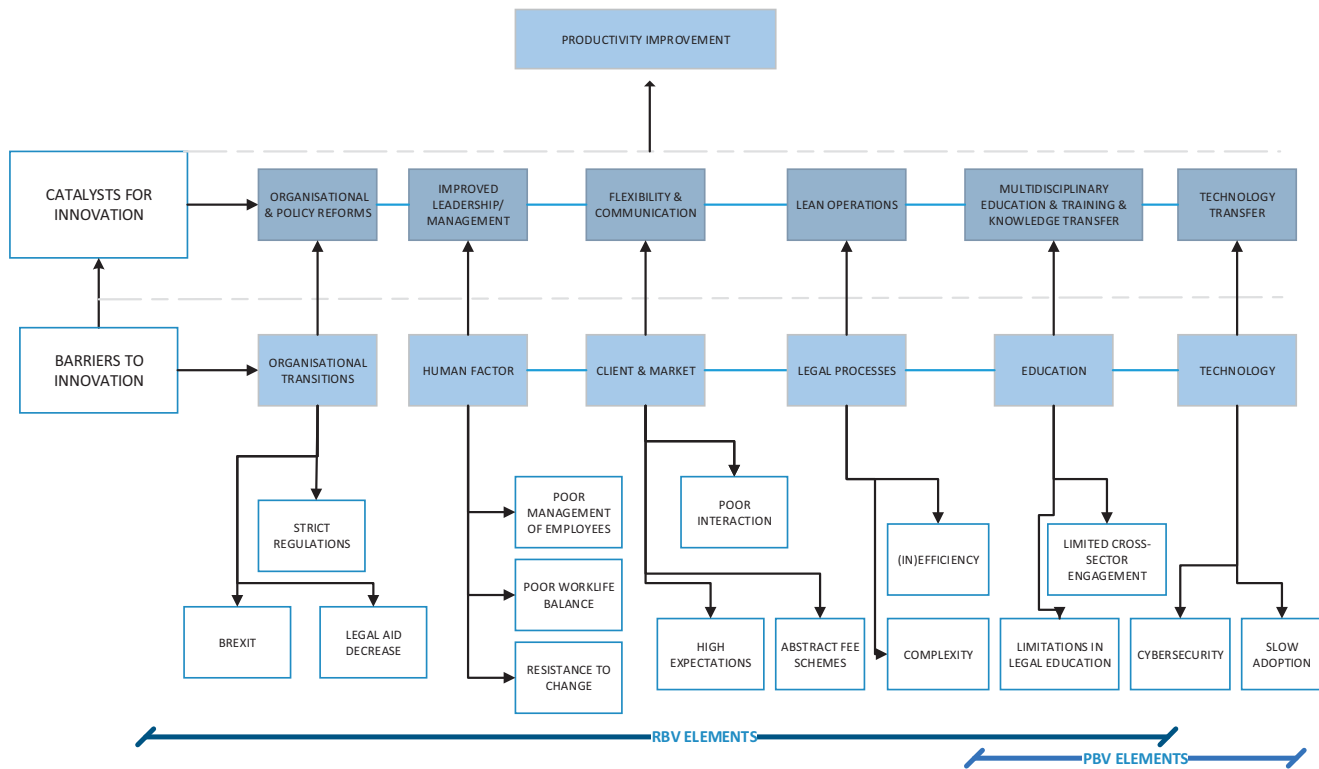 PRODUCTIVITY IMPROVEMENT
CATALYSTS FOR
INNOVATION
ORGANISATIONAL
& POLICY REFORMS
IMPROVED
LEADERSHIP/
MANAGEMENT
FLEXIBILITY &
COMMUNICATION
LEAN OPERATIONS
MULTIDISCIPLINARY
EDUCATION & TRAINING &
KNOWLEDGE TRANSFER
TECHNOLOGY
TRANSFER
BARRIERS TO
INNOVATION
ORGANISATIONAL
TRANSITIONS
HUMAN FACTOR
CLIENT & MARKET
LEGAL PROCESSES
EDUCATION
TECHNOLOGY
STRICT
REGULATIONS
BREXIT
LEGAL AID
DECREASE
POOR
MANAGEMENT
OF EMPLOYEES
POOR WORKLIFE
BALANCE
RESISTANCE TO
CHANGE
POOR
INTERACTION
HIGH
EXPECTATIONS
ABSTRACT FEE
SCHEMES
(IN)EFFICIENCY
COMPLEXITY
LIMITED CROSS-
SECTOR
ENGAGEMENT
LIMITATIONS IN
LEGAL EDUCATION
CYBERSECURITY
SLOW
ADOPTION
RBV ELEMENTS
PBV ELEMENTS